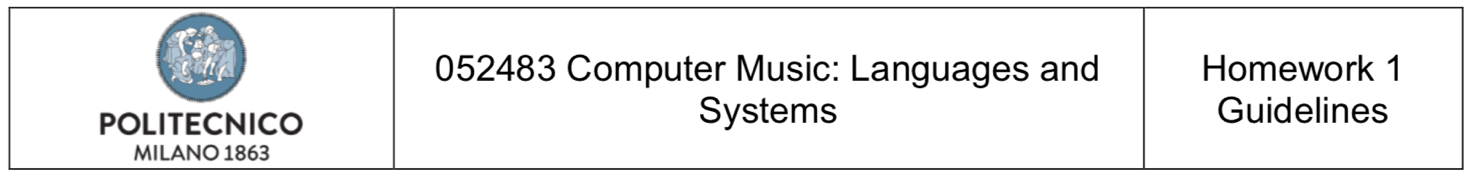 POLITECNICO
MILANO 1863
052483 Computer Music: Languages and
Systems
Homework 1
Guidelines